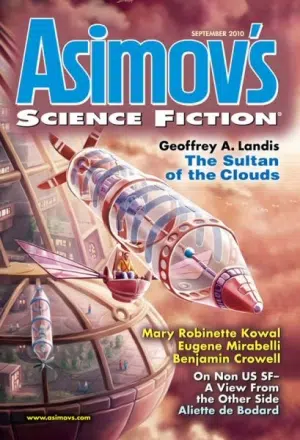 SEPTEMBER 2010
Asimov's
SCIENCE FICTION®
Geoffrey A. Landis
The Sultan
of the Clouds
Mary Robinette Kowal
Eugene Mirabelli
Benjamin Crowell
On Non US SF–
A View From
the Other Side
Aliette de Bodard
www.asimovs.com